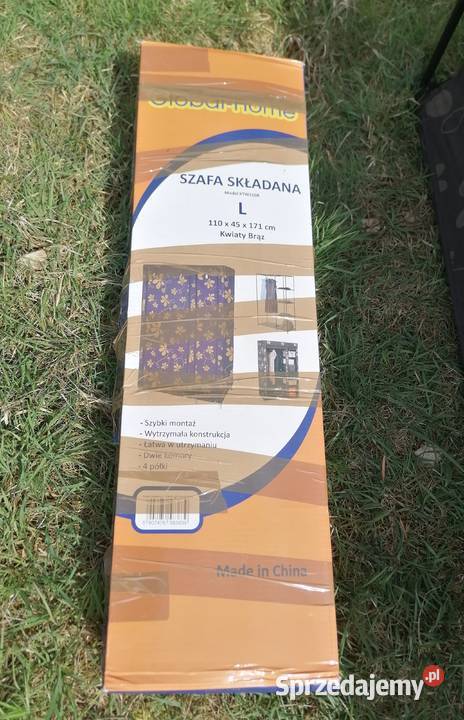 Global-home
SZAFA SKŁADANA
L
110 x 45 x 171 cm
Kwiaty Brąz
- Szybki montaż
- Wytrzymała konstrukcja
- Łatwa w utrzymaniu
- Dwie komory
- 4 półki
Made in China
Sprzedajemy.pl